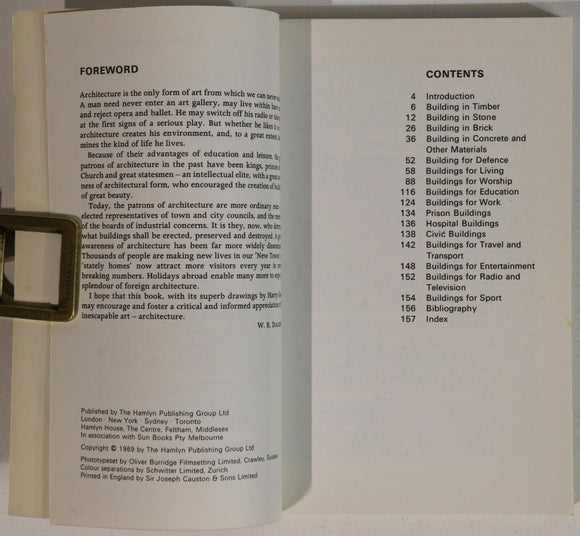 FOREWORD
Architecture is the only form of art from which we can never
A man need never enter an art gallery, may live within
and reject opera and ballet. He may switch off his radio or
at the first signs of a serious play. But whether he likes it or
architecture creates his environment, and, to a great extent,
mines the kind of life he lives.
Because of their advantages of education and leisure, the
patrons of architecture in the past have been kings, princes,
Church and great statesmen – an intellectual elite, with a great
ness of architectural form, who encouraged the creation of
of great beauty.
Today, the patrons of architecture are more ordinary
elected representatives of town and city councils, and the
of the boards of industrial concerns. It is they, now, who
what buildings shall be erected, preserved and destroyed.
awareness of architecture has been far more widely
Thousands of people are making new lives in our 'New Towns'
'stately homes' now attract more visitors every year
breaking numbers. Holidays abroad enable many more to
splendour of foreign architecture.
I hope that this book, with its superb drawings by Harry
may encourage and foster a critical and informed appreciation
inescapable art – architecture.
W. R.
Published by The Hamlyn Publishing Group Ltd
London · New York · Sydney · Toronto
Hamlyn House, The Centre, Feltham, Middlesex
In association with Sun Books Pty Melbourne
Copyright © 1969 by The Hamlyn Publishing Group Ltd
Phototypeset by Oliver Burridge Filmsetting Limited, Crawley, Sussex
Colour separations by Schwitter Limited, Zurich
Printed in England by Sir Joseph Causton & Sons Limited
CONTENTS
4 Introduction
6 Building in Timber
12 Building in Stone
26 Building in Brick
36 Building in Concrete and
Other Materials
52 Building for Defence
58 Buildings for Living
88 Buildings for Worship
116 Buildings for Education
124 Buildings for Work
134 Prison Buildings
136 Hospital Buildings
138 Civic Buildings
142 Buildings for Travel and
Transport
148 Buildings for Entertainment
152 Buildings for Radio and
Television
154 Buildings for Sport
156 Bibliography
157 Index